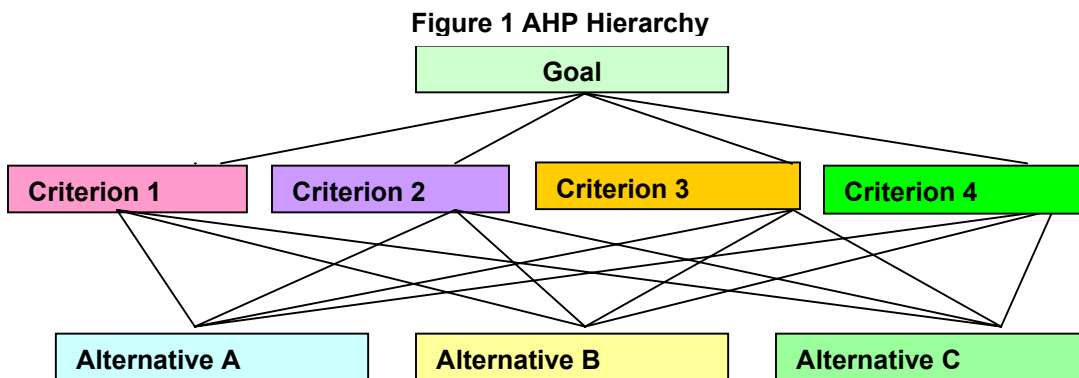 Figure 1 AHP Hierarchy
Goal
Criterion 1 Criterion 2 Criterion 3 Criterion 4
Alternative A Alternative B Alternative C